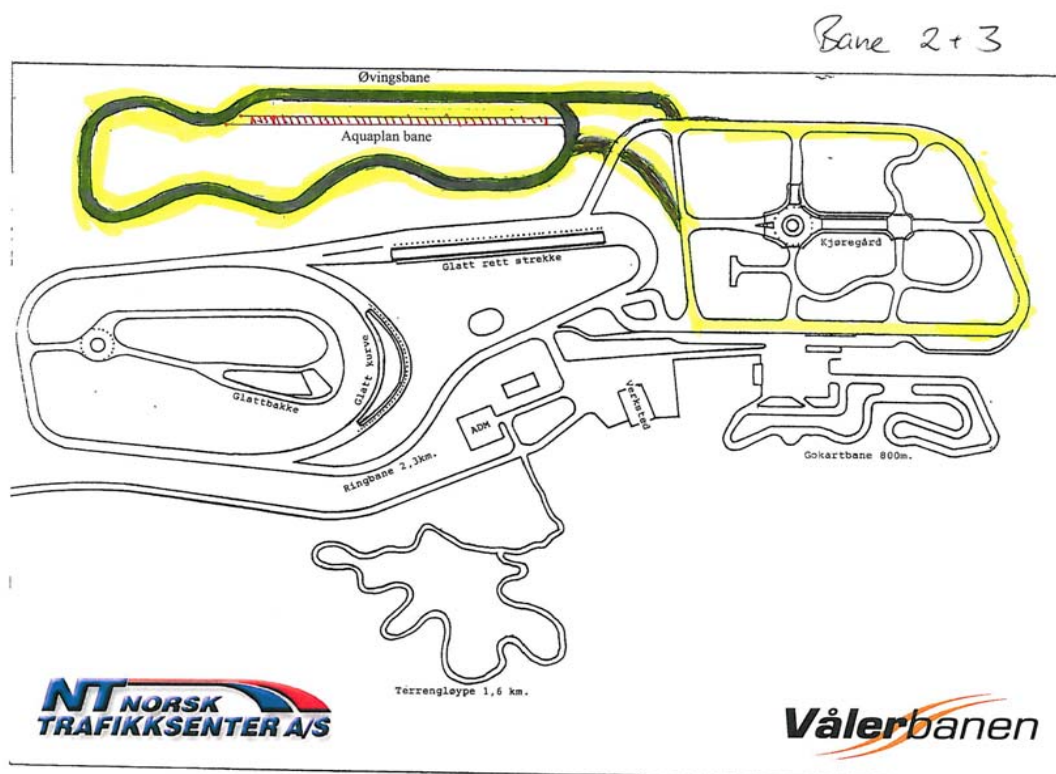 Bane 2+3
Øvingsbane
Aquaplan bane
Kjøregård
Glatt rett strekke
Glatt kurve
Glattbakke
Verksted
ADM
Gokartbane 800m.
Ringbane 2,3km.
Terrengløype 1,6 km.
NT NORSK
TRAFIKKSENTER A/S
Vålerbanen